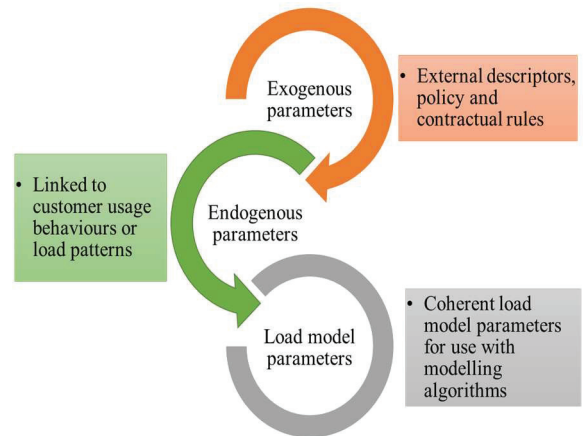 Exogenous
parameters
• External descriptors,
policy and
contractual rules
• Linked to
customer usage
behaviours or
load patterns
Endogenous
parameters
Load model
parameters
• Coherent load
model parameters
for use with
modelling
algorithms